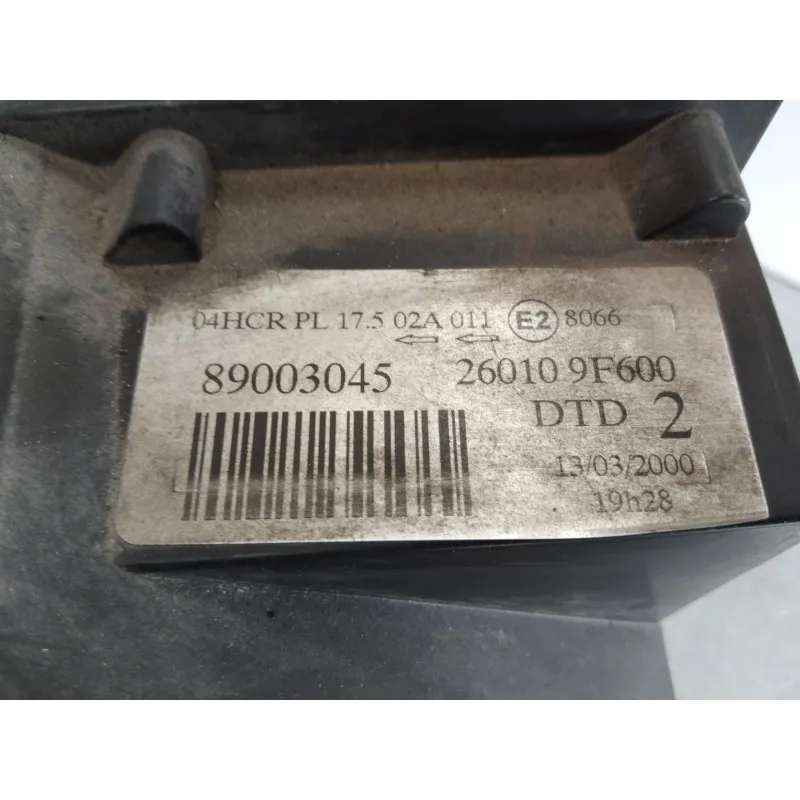 04HCR PL 17.5 02A 011 E2 8066
89003045 26010 9F600
DTD 2
13/03/2000
19h28